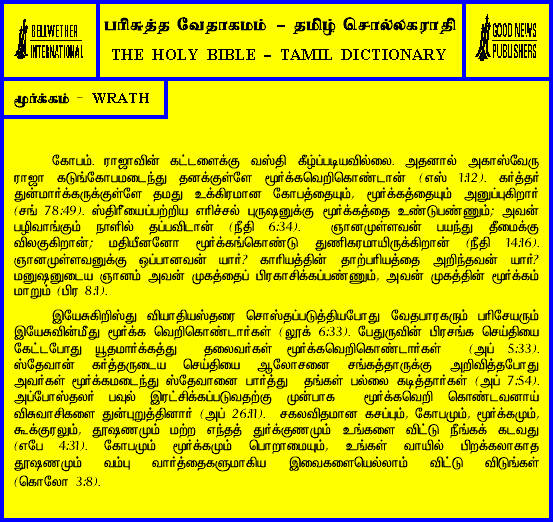 BELLWETHER
INTERNATIONAL
பரிசுத்த வேதாகமம் - தமிழ் சொல்லகராதி
THE HOLY BIBLE - TAMIL DICTIONARY
GOOD NEWS
PUBLISHERS
மூர்க்கம் - WRATH
கோபம். ராஜாவின் கட்டளைக்கு வஸ்தி கீழ்ப்படியவில்லை. அதனால் அகாஸ்வேரு
ராஜா கடுங்கோபமடைந்து தனக்குள்ளே மூர்க்கவெறிகொண்டான் (எஸ் 1:12). கர்த்தர்
துன்மார்க்கருக்குள்ளே தமது உக்கிரமான கோபத்தையும், மூர்க்கத்தையும் அனுப்புகிறார்
(சங் 78:49). ஸ்திரீயைப்பற்றிய எரிச்சல் புருஷனுக்கு மூர்க்கத்தை உண்டுபண்ணும்; அவன்
பழிவாங்கும் நாளில் தப்பவிடான் (நீதி 6:34). ஞானமுள்ளவன் பயந்து தீமைக்கு
விலகுகிறான்; மதியீனனோ மூர்க்கங்கொண்டு துணிகரமாயிருக்கிறான் (நீதி 14:16).
ஞானமுள்ளவனுக்கு ஒப்பானவன் யார்? காரியத்தின் தாற்பரியத்தை அறிந்தவன் யார்?
மனுஷனுடைய ஞானம் அவன் முகத்தைப் பிரகாசிக்கப்பண்ணும், அவன் முகத்தின் மூர்க்கம்
மாறும் (பிர 8:1).
இயேசுகிறிஸ்து வியாதியஸ்தரை சொஸ்தப்படுத்தியபோது வேதபாரகரும் பரிசேயரும்
இயேசுவின்மீது மூர்க்க வெறிகொண்டார்கள் (லூக் 6:33). பேதுருவின் பிரசங்க செய்தியை
கேட்டபோது யூதமார்க்கத்து தலைவர்கள் மூர்க்கவெறிகொண்டார்கள் (அப் 5:33).
ஸ்தேவான் கர்த்தருடைய செய்தியை ஆலோசனை சங்கத்தாருக்கு அறிவித்தபோது
அவர்கள் மூர்க்கமடைந்து ஸ்தேவானை பார்த்து தங்கள் பல்லை கடித்தார்கள் (அப் 7:54).
அப்போஸ்தலர் பவுல் இரட்சிக்கப்படுவதற்கு முன்பாக மூர்க்கவெறி கொண்டவனாய்
விசுவாசிகளை துன்புறுத்தினார் (அப் 26:11). சகலவிதமான கசப்பும், கோபமும், மூர்க்கமும்,
கூக்குரலும், தூஷணமும் மற்ற எந்தத் துர்க்குணமும் உங்களை விட்டு நீங்கக் கடவது
(எபே 4:31). கோபமும் மூர்க்கமும் பொறாமையும், உங்கள் வாயில் பிறக்கலாகாத
தூஷணமும் வம்பு வார்த்தைகளுமாகிய இவைகளையெல்லாம் விட்டு விடுங்கள்
(கொலோ 3:8).